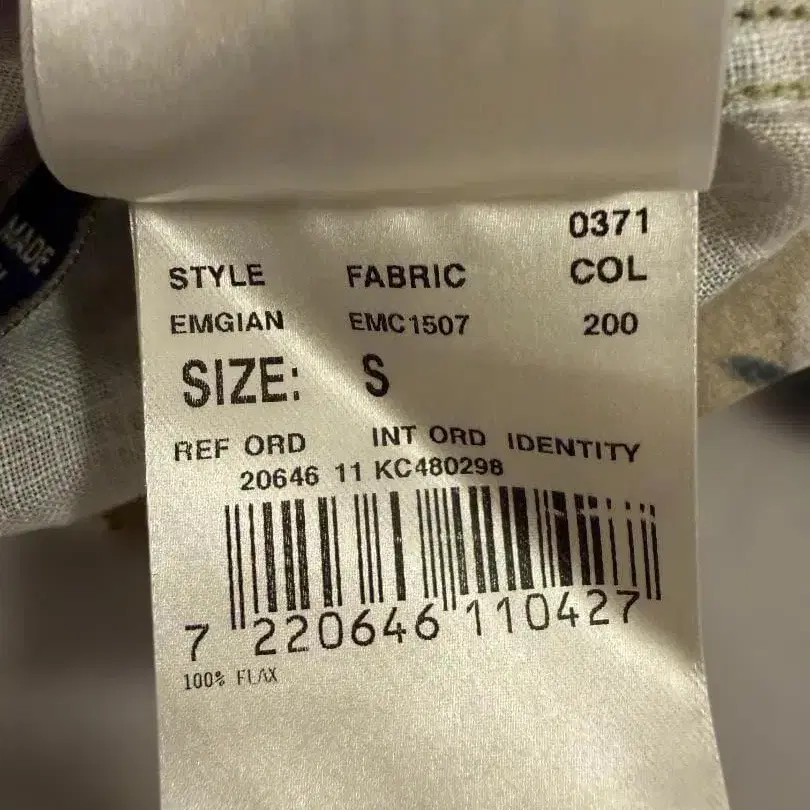 MADE
0371
STYLE FABRIC COL
EMGIAN EMC1507 200
SIZE: S
REF ORD INT ORD IDENTITY
20646 11 KC480298
7 220646 110427
100% FLAX